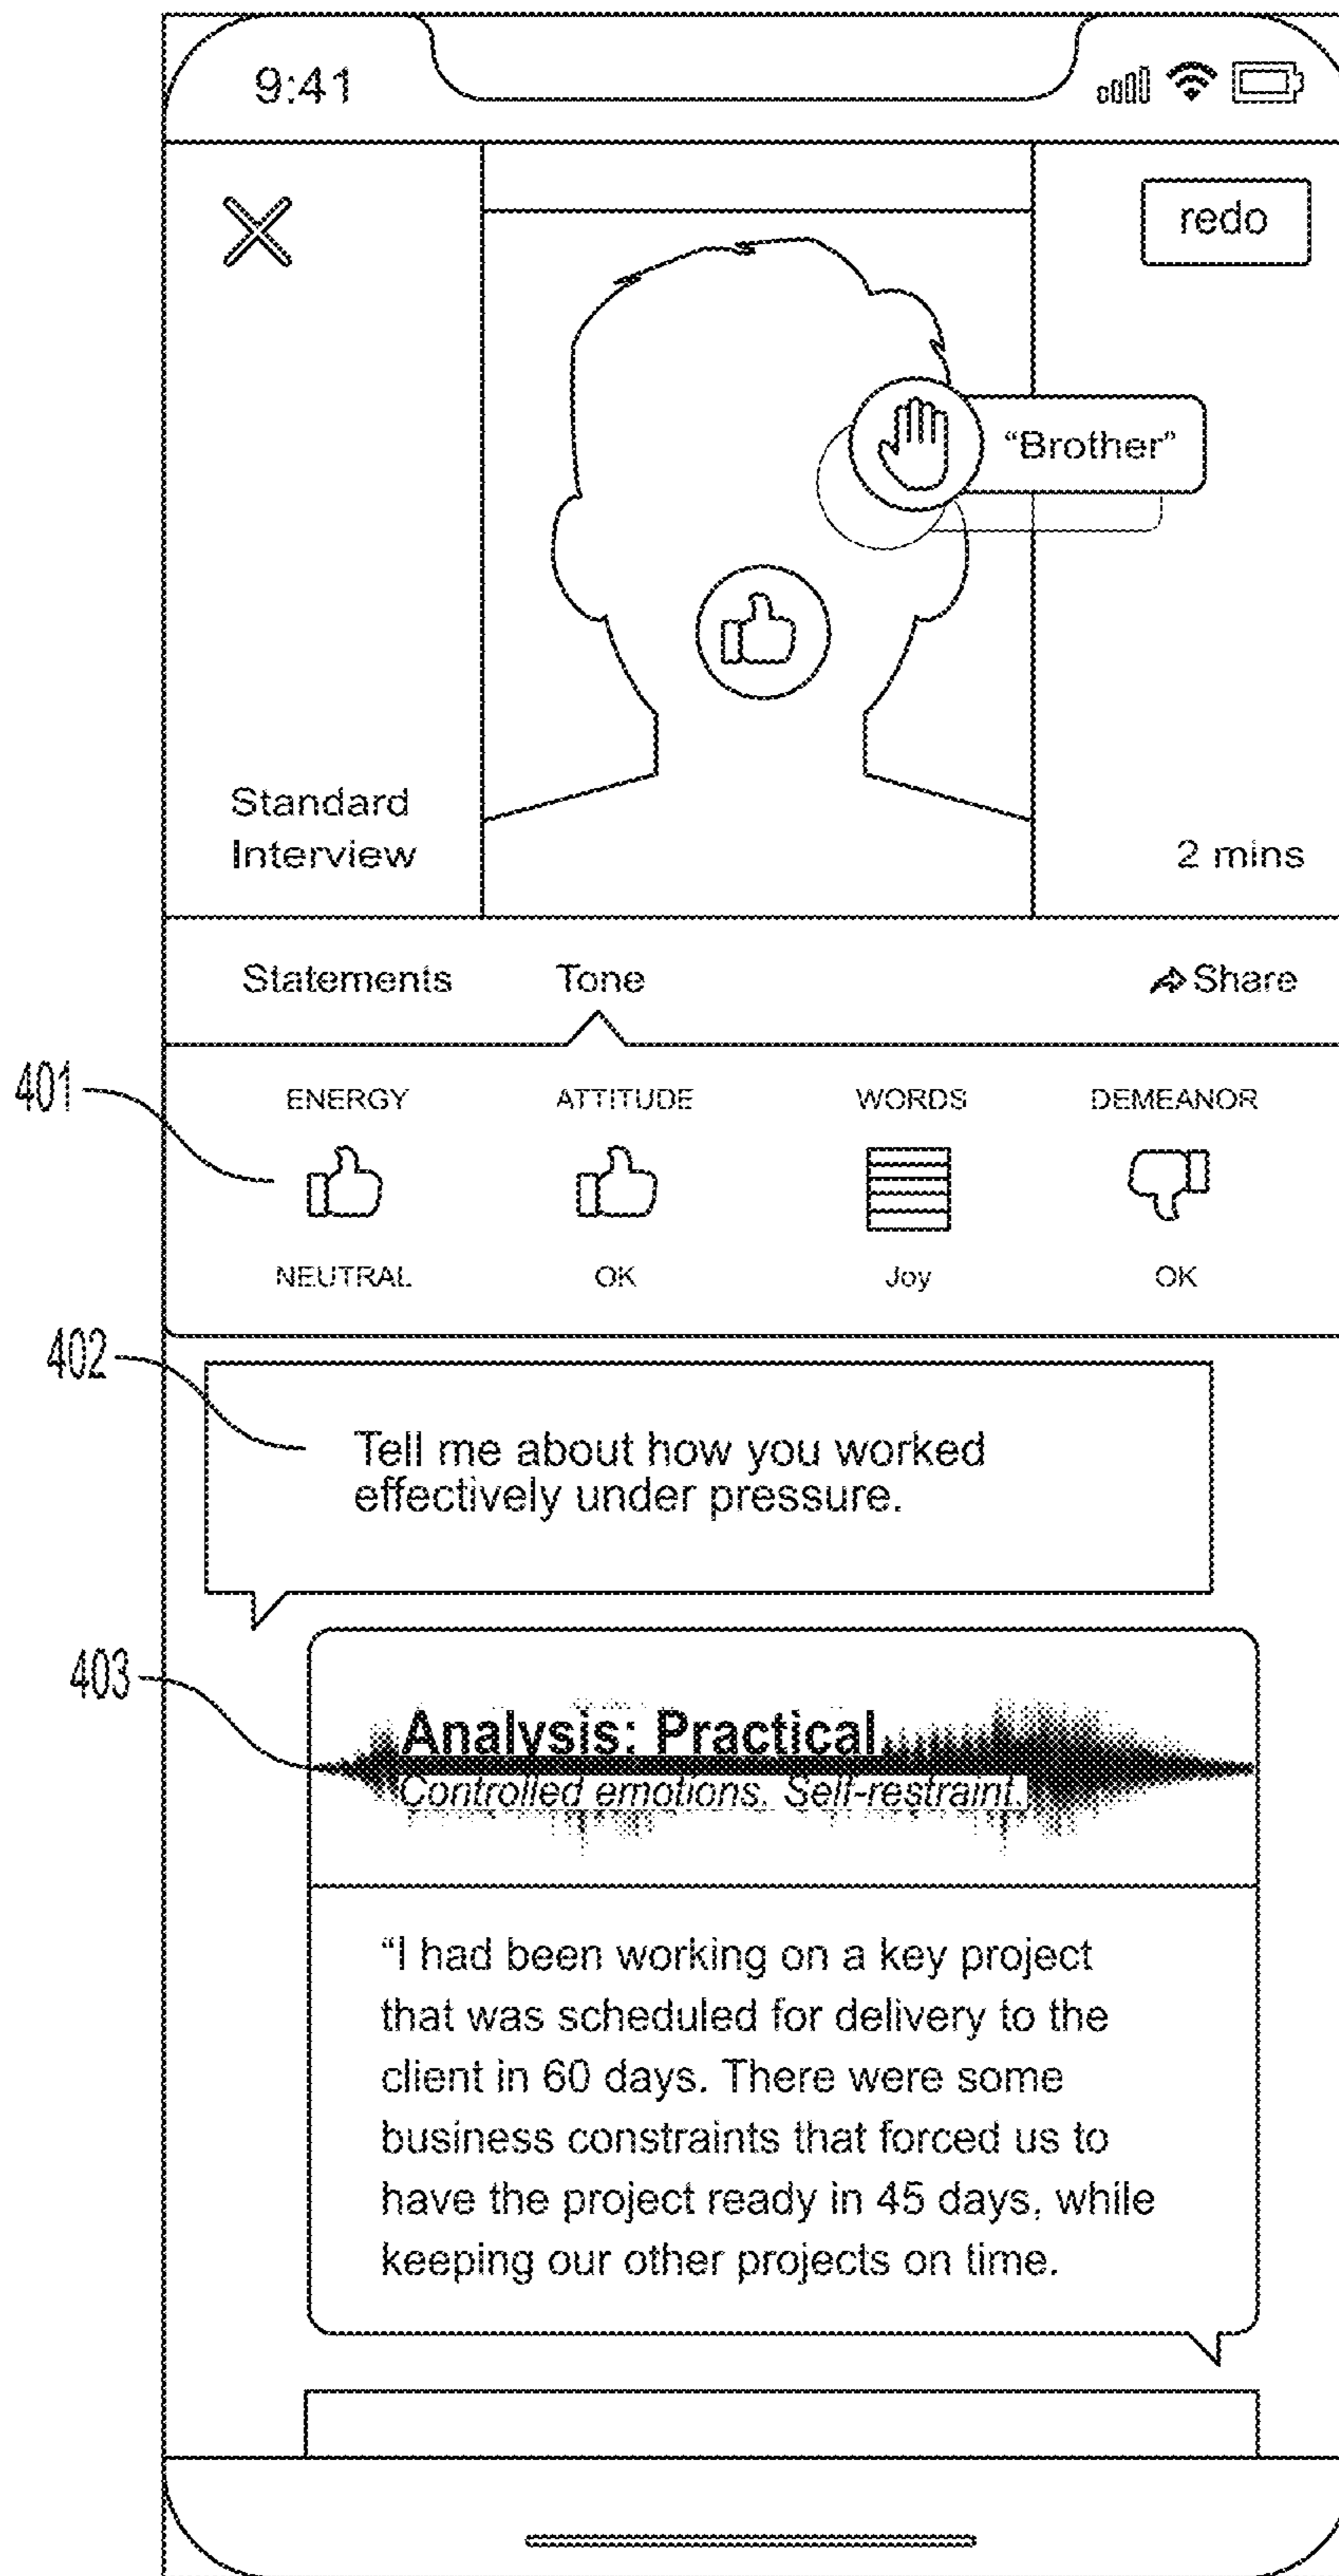 9:41
redo
“Brother”
Standard
Interview
2 mins
Statements Tone Share
401
ENERGY ATTITUDE WORDS DEMEANOR
NEUTRAL OK Joy OK
402
Tell me about how you worked
effectively under pressure.
403
Analysis: Practical
Controlled emotions. Self-restraint.
“I had been working on a key project
that was scheduled for delivery to the
client in 60 days. There were some
business constraints that forced us to
have the project ready in 45 days, while
keeping our other projects on time.